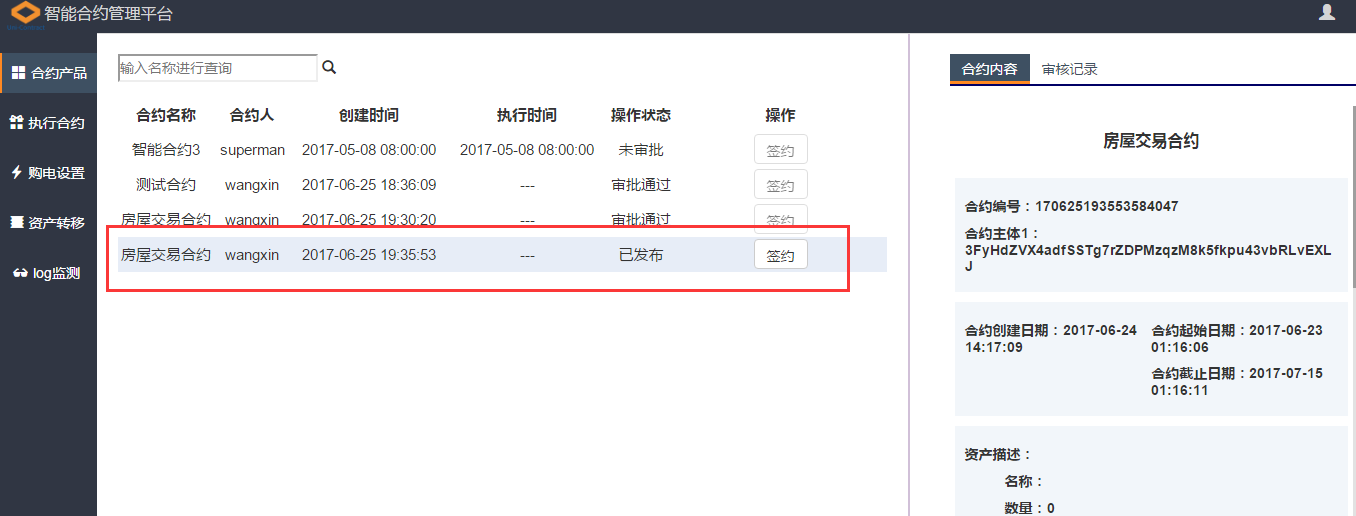 智能合约管理平台
合约产品
执行合约
购电设置
资产转移
log监测
输入名称进行查询
合约名称 合约人 创建时间 执行时间 操作状态 操作
智能合约3 superman 2017-05-08 08:00:00 2017-05-08 08:00:00 未审批 签约
测试合约 wangxin 2017-06-25 18:36:09 --- 审批通过 签约
房屋交易合约 wangxin 2017-06-25 19:30:20 --- 审批通过 签约
房屋交易合约 wangxin 2017-06-25 19:35:53 --- 已发布 签约
合约内容 审核记录
房屋交易合约
合约编号：170625193553584047
合约主体1：
3FyHdZVX4adfSSTg7rZDPMzqzM8k5fkpu43vbRLvEXL
J
合约创建日期：2017-06-24
14:17:09
合约起始日期：2017-06-23
01:16:06
合约截止日期：2017-07-15
01:16:11
资产描述：
名称：
数量：0